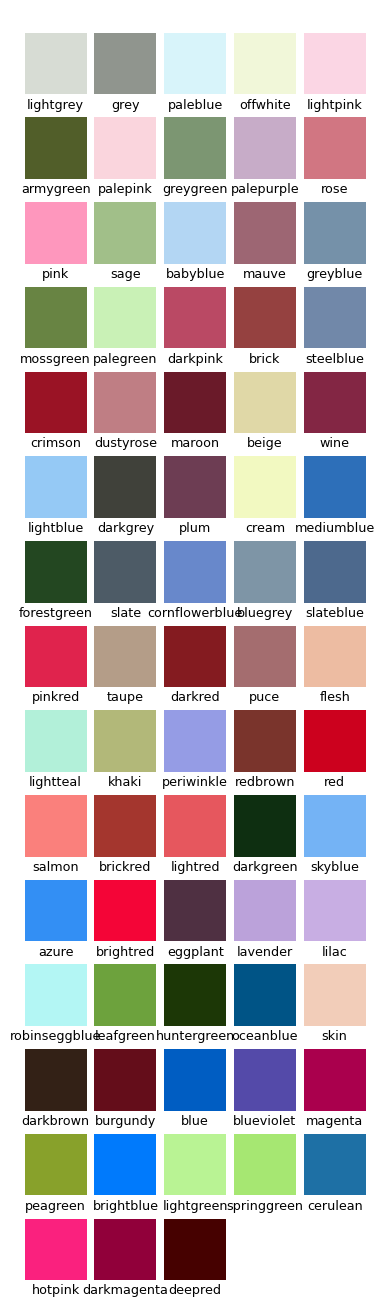 lightgrey grey paleblue offwhite lightpink
armygreen palepink greygreen palepurple rose
pink sage babyblue mauve greyblue
mossgreen palegreen darkpink brick steelblue
crimson dustyrose maroon beige wine
lightblue darkgrey plum cream mediumblue
forestgreen slate cornflowerblue bluegrey slateblue
pinkred taupe darkred puce flesh
lightteal khaki periwinkle redbrown red
salmon brickred lightred darkgreen skyblue
azure brightred eggplant lavender lilac
robinseggblue leafgreen huntergreen oceanblue skin
darkbrown burgundy blue blueviolet magenta
peagreen brightblue lightgreen springgreen cerulean
hotpink darkmagenta deepred